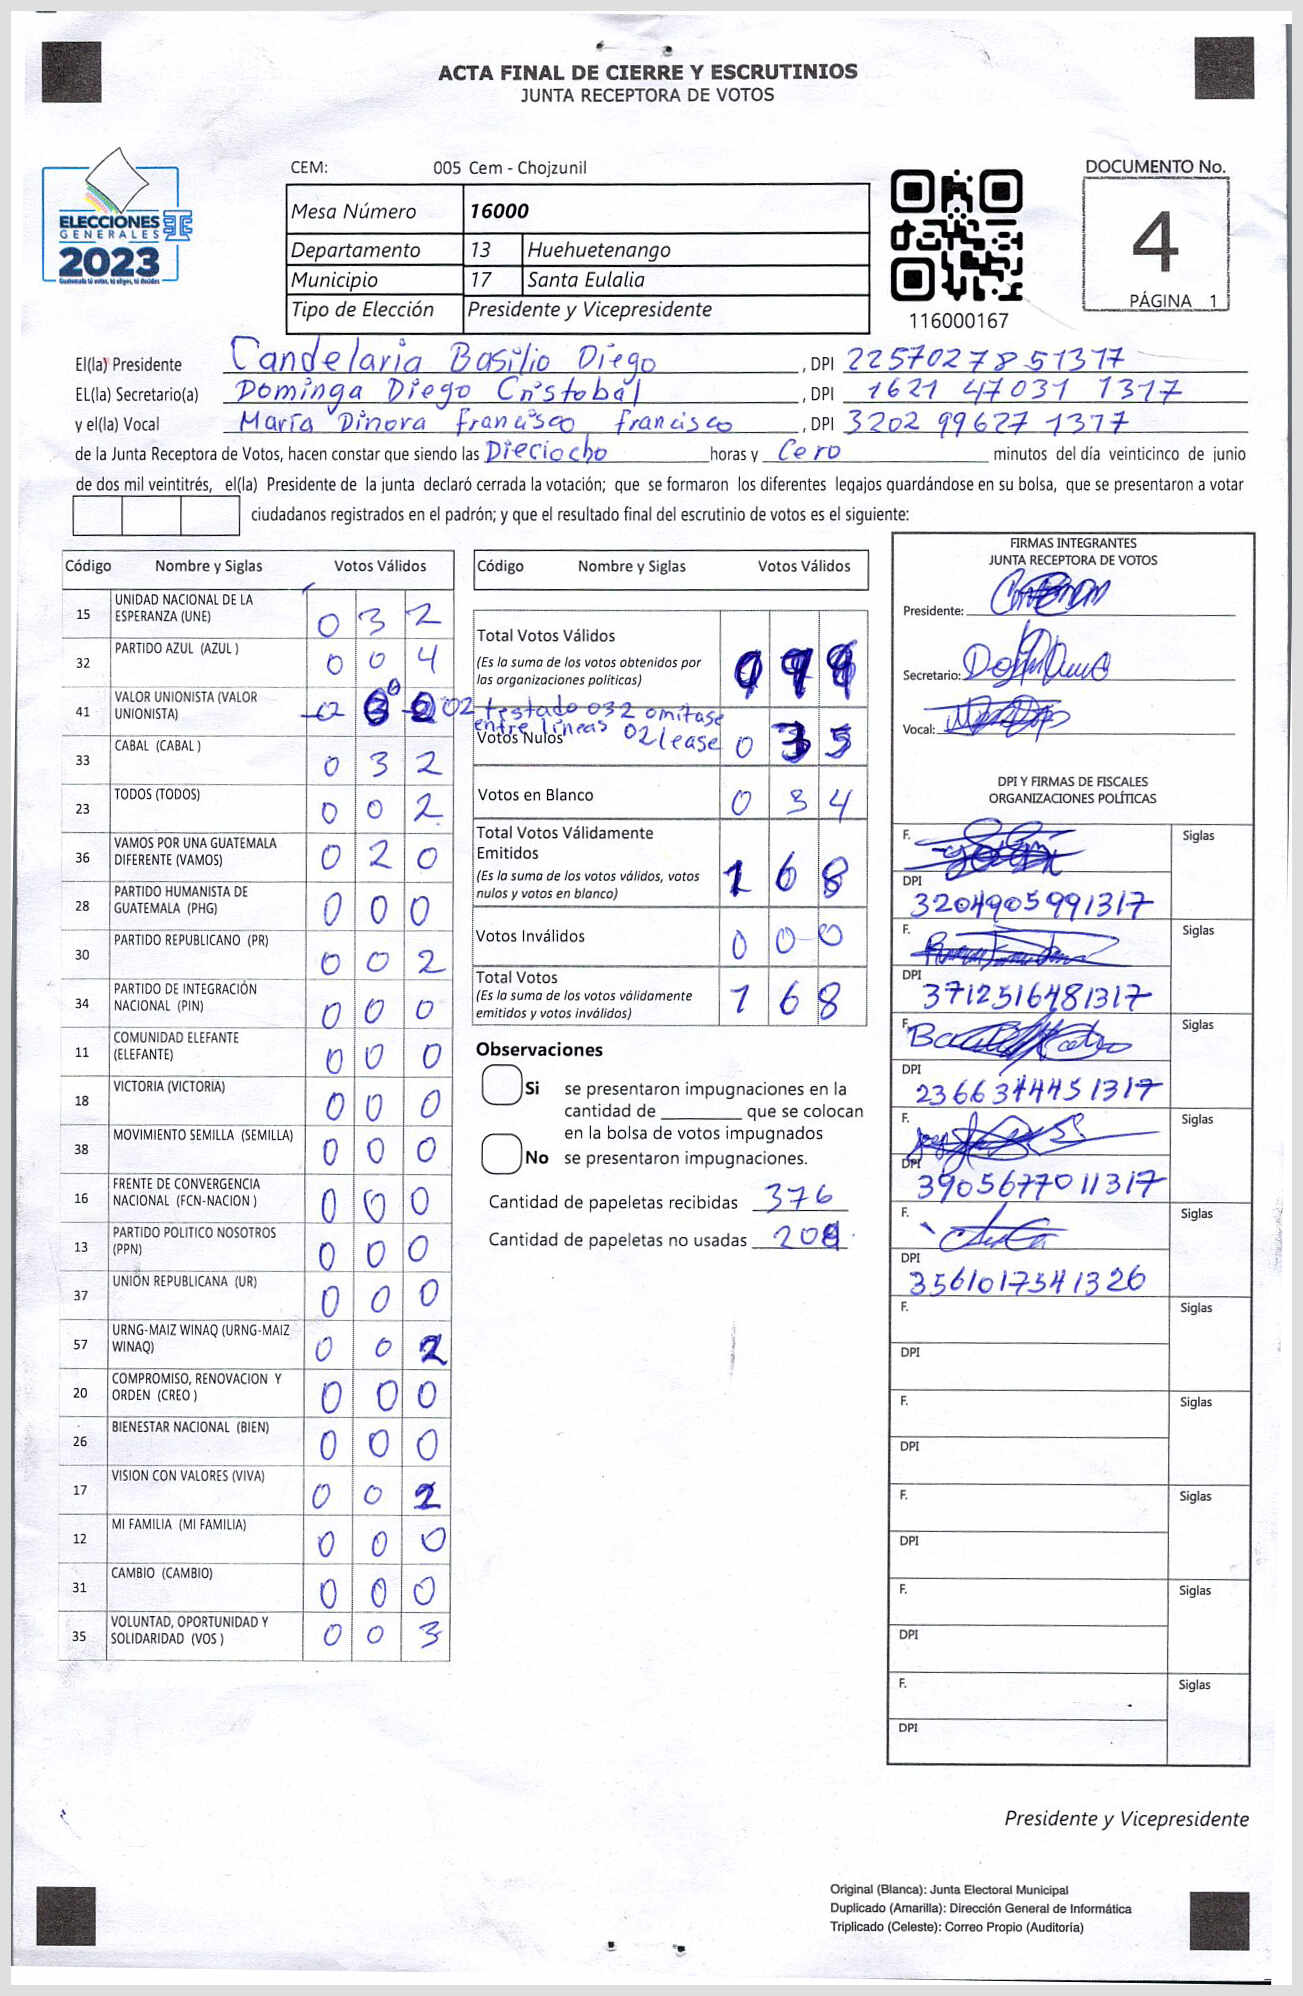 ACTA FINAL DE CIERRE Y ESCRUTINIOS
JUNTA RECEPTORA DE VOTOS
ELECCIONES
GENERALES
2023
Guatemala tú votas, tú eliges, tú decides
CEM: 005 Cem - Chojzunil
Mesa Número 16000
Departamento 13 Huehuetenango
Municipio 17 Santa Eulalia
Tipo de Elección Presidente y Vicepresidente
116000167
DOCUMENTO No.
4
PÁGINA 1
El(la) Presidente Candelaria Basilio Diego, DPI 2257027851317
EL(la) Secretario(a) Dominga Diego Cristobal, DPI 1621 47031 1317
y el(la) Vocal María Dinora Francisco Francisco, DPI 3202 99627 1317
de la Junta Receptora de Votos, hacen constar que siendo las Dieciocho horas y Cero minutos del día veinticinco de junio
de dos mil veintitrés, el(la) Presidente de la junta declaró cerrada la votación; que se formaron los diferentes legajos guardándose en su bolsa, que se presentaron a votar
ciudadanos registrados en el padrón; y que el resultado final del escrutinio de votos es el siguiente:
Código Nombre y Siglas Votos Válidos
15 UNIDAD NACIONAL DE LA ESPERANZA (UNE) 0 3 2
32 PARTIDO AZUL (AZUL ) 0 0 4
41 VALOR UNIONISTA (VALOR UNIONISTA) 02 testado 032 omitase
entre líneas 02 lease
33 CABAL (CABAL ) 0 3 2
23 TODOS (TODOS) 0 0 2
36 VAMOS POR UNA GUATEMALA DIFERENTE (VAMOS) 0 2 0
28 PARTIDO HUMANISTA DE GUATEMALA (PHG) 0 0 0
30 PARTIDO REPUBLICANO (PR) 0 0 2
34 PARTIDO DE INTEGRACIÓN NACIONAL (PIN) 0 0 0
11 COMUNIDAD ELEFANTE (ELEFANTE) 0 0 0
18 VICTORIA (VICTORIA) 0 0 0
38 MOVIMIENTO SEMILLA (SEMILLA) 0 0 0
16 FRENTE DE CONVERGENCIA NACIONAL (FCN-NACION ) 0 0 0
13 PARTIDO POLITICO NOSOTROS (PPN) 0 0 0
37 UNIÓN REPUBLICANA (UR) 0 0 0
57 URNG-MAIZ WINAQ (URNG-MAIZ WINAQ) 0 0 2
20 COMPROMISO, RENOVACION Y ORDEN (CREO ) 0 0 0
26 BIENESTAR NACIONAL (BIEN) 0 0 0
17 VISION CON VALORES (VIVA) 0 0 2
12 MI FAMILIA (MI FAMILIA) 0 0 0
31 CAMBIO (CAMBIO) 0 0 0
35 VOLUNTAD, OPORTUNIDAD Y SOLIDARIDAD (VOS ) 0 0 3
Código Nombre y Siglas Votos Válidos
Total Votos Válidos
(Es la suma de los votos obtenidos por
las organizaciones políticas)
Votos Nulos 0 3 5
Votos en Blanco 0 3 4
Total Votos Válidamente
Emitidos
(Es la suma de los votos válidos, votos
nulos y votos en blanco) 1 6 8
Votos Inválidos 0 0 0
Total Votos
(Es la suma de los votos válidamente
emitidos y votos inválidos) 1 6 8
Observaciones
Si se presentaron impugnaciones en la
cantidad de que se colocan
en la bolsa de votos impugnados
No se presentaron impugnaciones.
Cantidad de papeletas recibidas 376
Cantidad de papeletas no usadas 208
FIRMAS INTEGRANTES
JUNTA RECEPTORA DE VOTOS
Presidente:
Secretario:
Vocal:
DPI Y FIRMAS DE FISCALES
ORGANIZACIONES POLÍTICAS
F. Siglas
DPI
3204905991317
F. Siglas
DPI
3712516481317
F. Siglas
DPI
2366344451317
F. Siglas
DPI
3905677011317
F. Siglas
DPI
3561017541326
F. Siglas
DPI
F. Siglas
DPI
F. Siglas
DPI
F. Siglas
DPI
F. Siglas
DPI
Presidente y Vicepresidente
Original (Blanca): Junta Electoral Municipal
Duplicado (Amarilla): Dirección General de Informática
Triplicado (Celeste): Correo Propio (Auditoría)